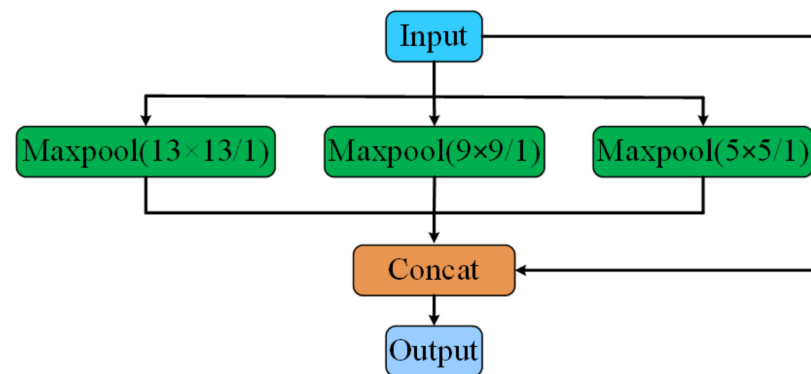 Input
Maxpool(13×13/1)
Maxpool(9×9/1)
Maxpool(5×5/1)
Concat
Output